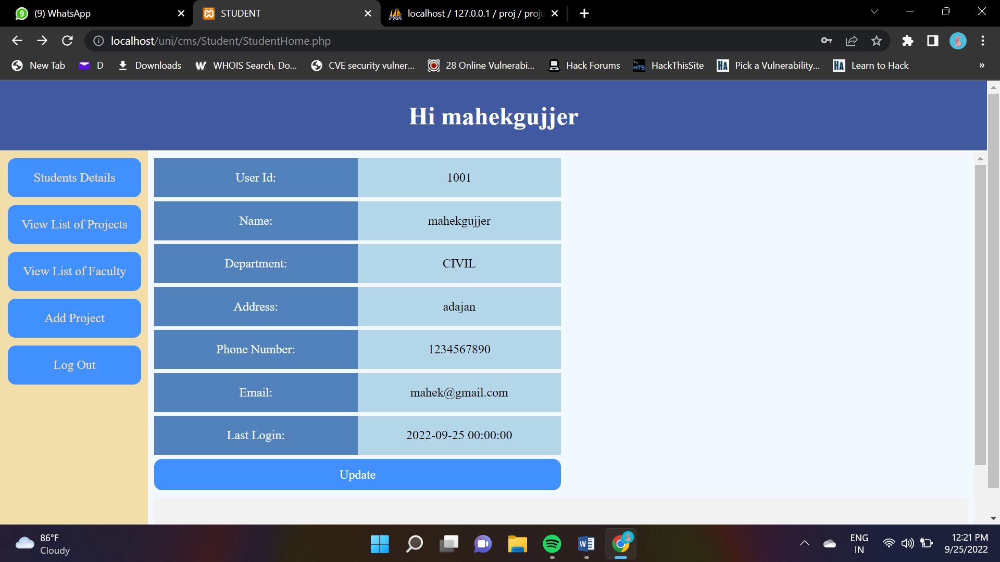 (9) WhatsApp
STUDENT
localhost / 127.0.0.1 / proj / proj
localhost/uni/cms/Student/StudentHome.php
New Tab
D
Downloads
WHOIS Search, Do...
CVE security vulner...
28 Online Vulnerabi...
Hack Forums
HackThisSite
Pick a Vulnerability...
Learn to Hack
»
Hi mahekgujjer
Students Details
View List of Projects
View List of Faculty
Add Project
Log Out
User Id: 1001
Name: mahekgujjer
Department: CIVIL
Address: adajan
Phone Number: 1234567890
Email: mahek@gmail.com
Last Login: 2022-09-25 00:00:00
Update
86°F
Cloudy
ENG
IN
12:21 PM
9/25/2022